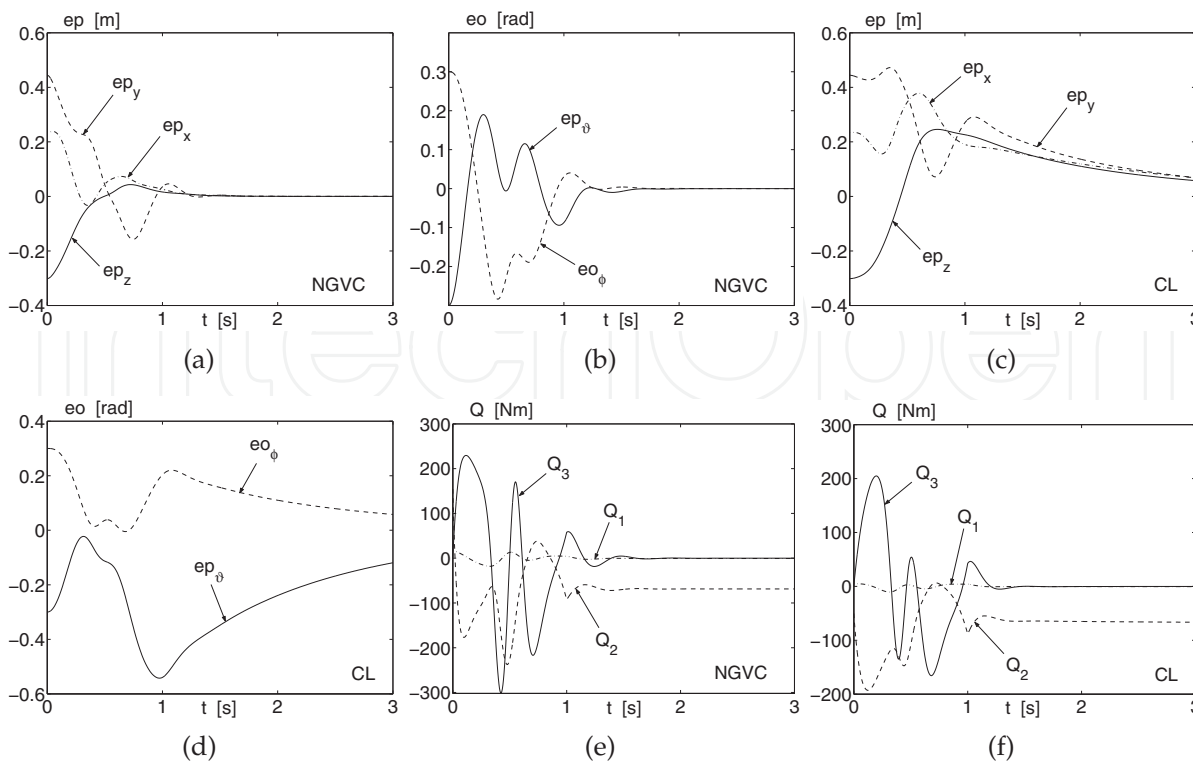 ep [m]
0.6
0.4
0.2
0
−0.2
−0.4
0
1
2
3
t [s]
ep_y
ep_x
ep_z
NGVC
(a)
eo [rad]
0.3
0.2
0.1
0
−0.1
−0.2
0
1
2
3
t [s]
ep_ϑ
eo_ϕ
NGVC
(b)
ep [m]
0.6
0.4
0.2
0
−0.2
−0.4
0
1
2
3
t [s]
ep_x
ep_y
ep_z
CL
(c)
InTechOpen
eo [rad]
0.4
0.2
0
−0.2
−0.4
−0.6
0
1
2
3
t [s]
eo_ϕ
ep_ϑ
CL
(d)
Q [Nm]
300
200
100
0
−100
−200
−300
0
1
2
3
t [s]
Q_3
Q_1
Q_2
NGVC
(e)
Q [Nm]
300
200
100
0
−100
−200
0
1
2
3
t [s]
Q_3
Q_1
Q_2
CL
(f)